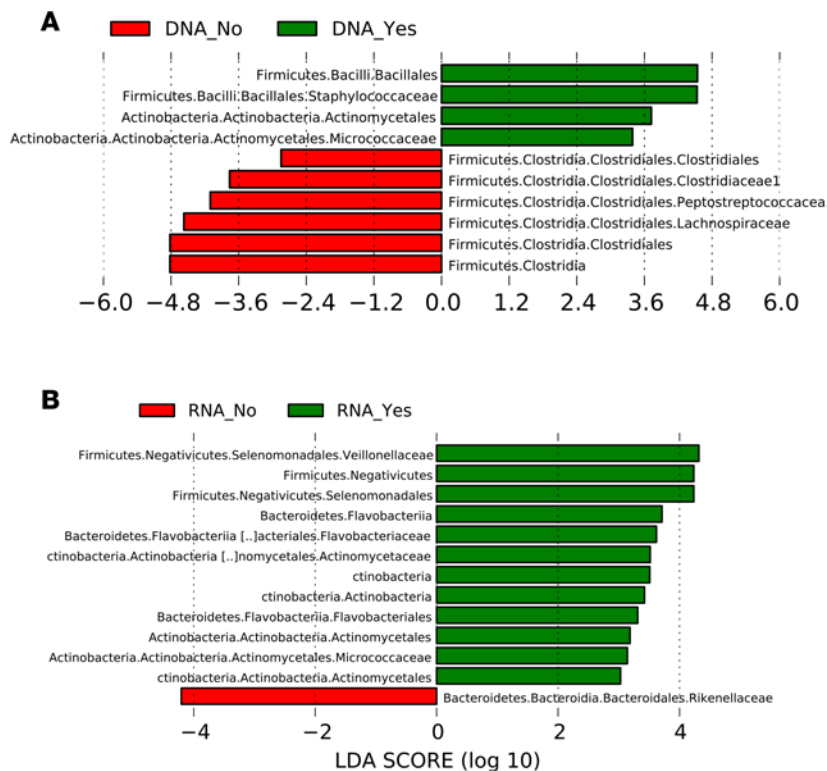 A
DNA_No DNA_Yes
Firmicutes.Bacilli.Bacillales
Firmicutes.Bacilli.Bacillales.Staphylococcaceae
Actinobacteria.Actinobacteria.Actinomycetales
Actinobacteria.Actinobacteria.Actinomycetales.Micrococcaceae
Firmicutes.Clostridia.Clostridiales.Clostridiales
Firmicutes.Clostridia.Clostridiales.Clostridiaceae1
Firmicutes.Clostridia.Clostridiales.Peptostreptococcacea
Firmicutes.Clostridia.Clostridiales.Lachnospiraceae
Firmicutes.Clostridia.Clostridiales
Firmicutes.Clostridia
−6.0 −4.8 −3.6 −2.4 −1.2 0.0 1.2 2.4 3.6 4.8 6.0
B
RNA_No RNA_Yes
Firmicutes.Negativicutes.Selenomonadales.Veillonellaceae
Firmicutes.Negativicutes
Firmicutes.Negativicutes.Selenomonadales
Bacteroidetes.Flavobacteriia
Bacteroidetes.Flavobacteriia [..]acteriales.Flavobacteriaceae
ctinobacteria.Actinobacteria [..]nomycetales.Actinomycetaceae
ctinobacteria
ctinobacteria.Actinobacteria
Bacteroidetes.Flavobacteriia.Flavobacteriales
Actinobacteria.Actinobacteria.Actinomycetales
Actinobacteria.Actinobacteria.Actinomycetales.Micrococcaceae
ctinobacteria.Actinobacteria.Actinomycetales
Bacteroidetes.Bacteroidia.Bacteroidales.Rikenellaceae
−4 −2 0 2 4
LDA SCORE (log 10)